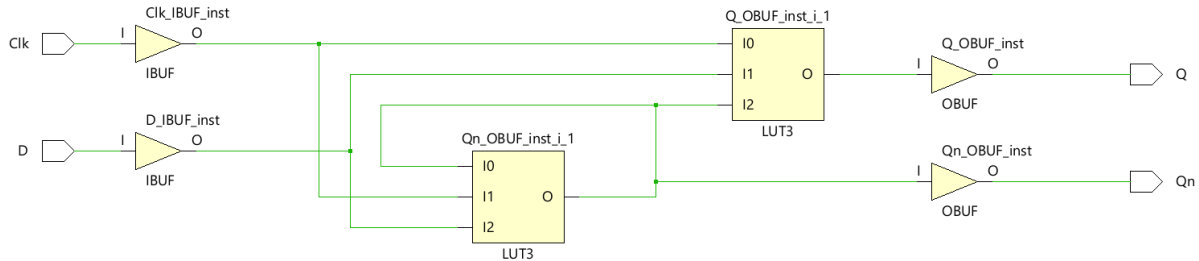 Clk
Clk_IBUF_inst
I
O
IBUF
D
D_IBUF_inst
I
O
IBUF
Qn_OBUF_inst_i_1
I0
I1
I2
O
LUT3
Q_OBUF_inst_i_1
I0
I1
I2
O
LUT3
Q_OBUF_inst
I
O
OBUF
Q
Qn_OBUF_inst
I
O
OBUF
Qn